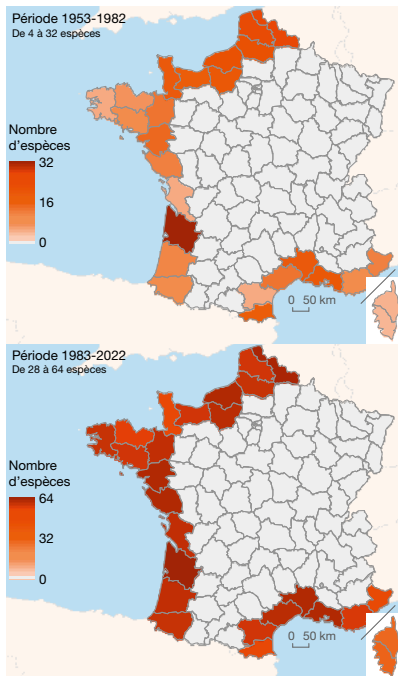 Période 1953-1982
De 4 à 32 espèces
Nombre
d'espèces
32
16
0
0 50 km
Période 1983-2022
De 28 à 64 espèces
Nombre
d'espèces
64
32
0
0 50 km